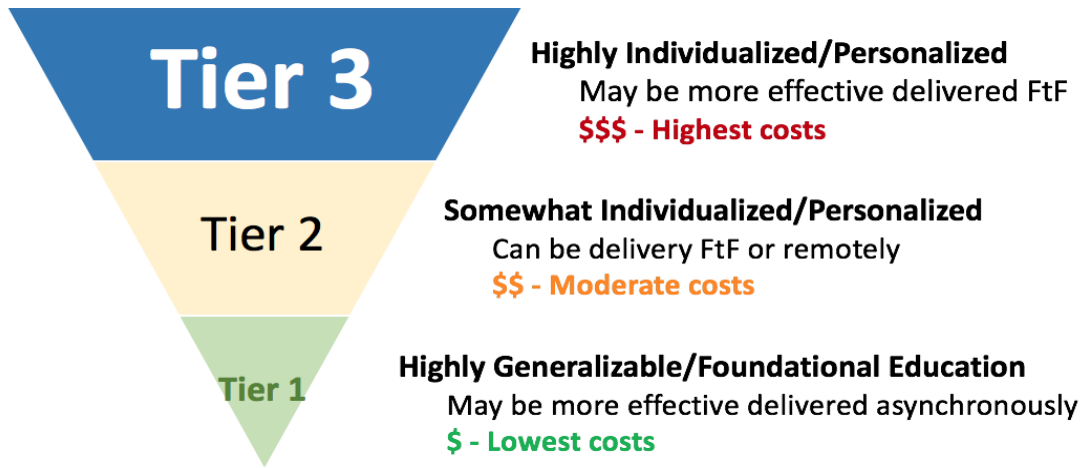 Tier 3
Highly Individualized/Personalized
May be more effective delivered FtF
$$$ - Highest costs
Tier 2
Somewhat Individualized/Personalized
Can be delivery FtF or remotely
$$ - Moderate costs
Tier 1
Highly Generalizable/Foundational Education
May be more effective delivered asynchronously
$ - Lowest costs